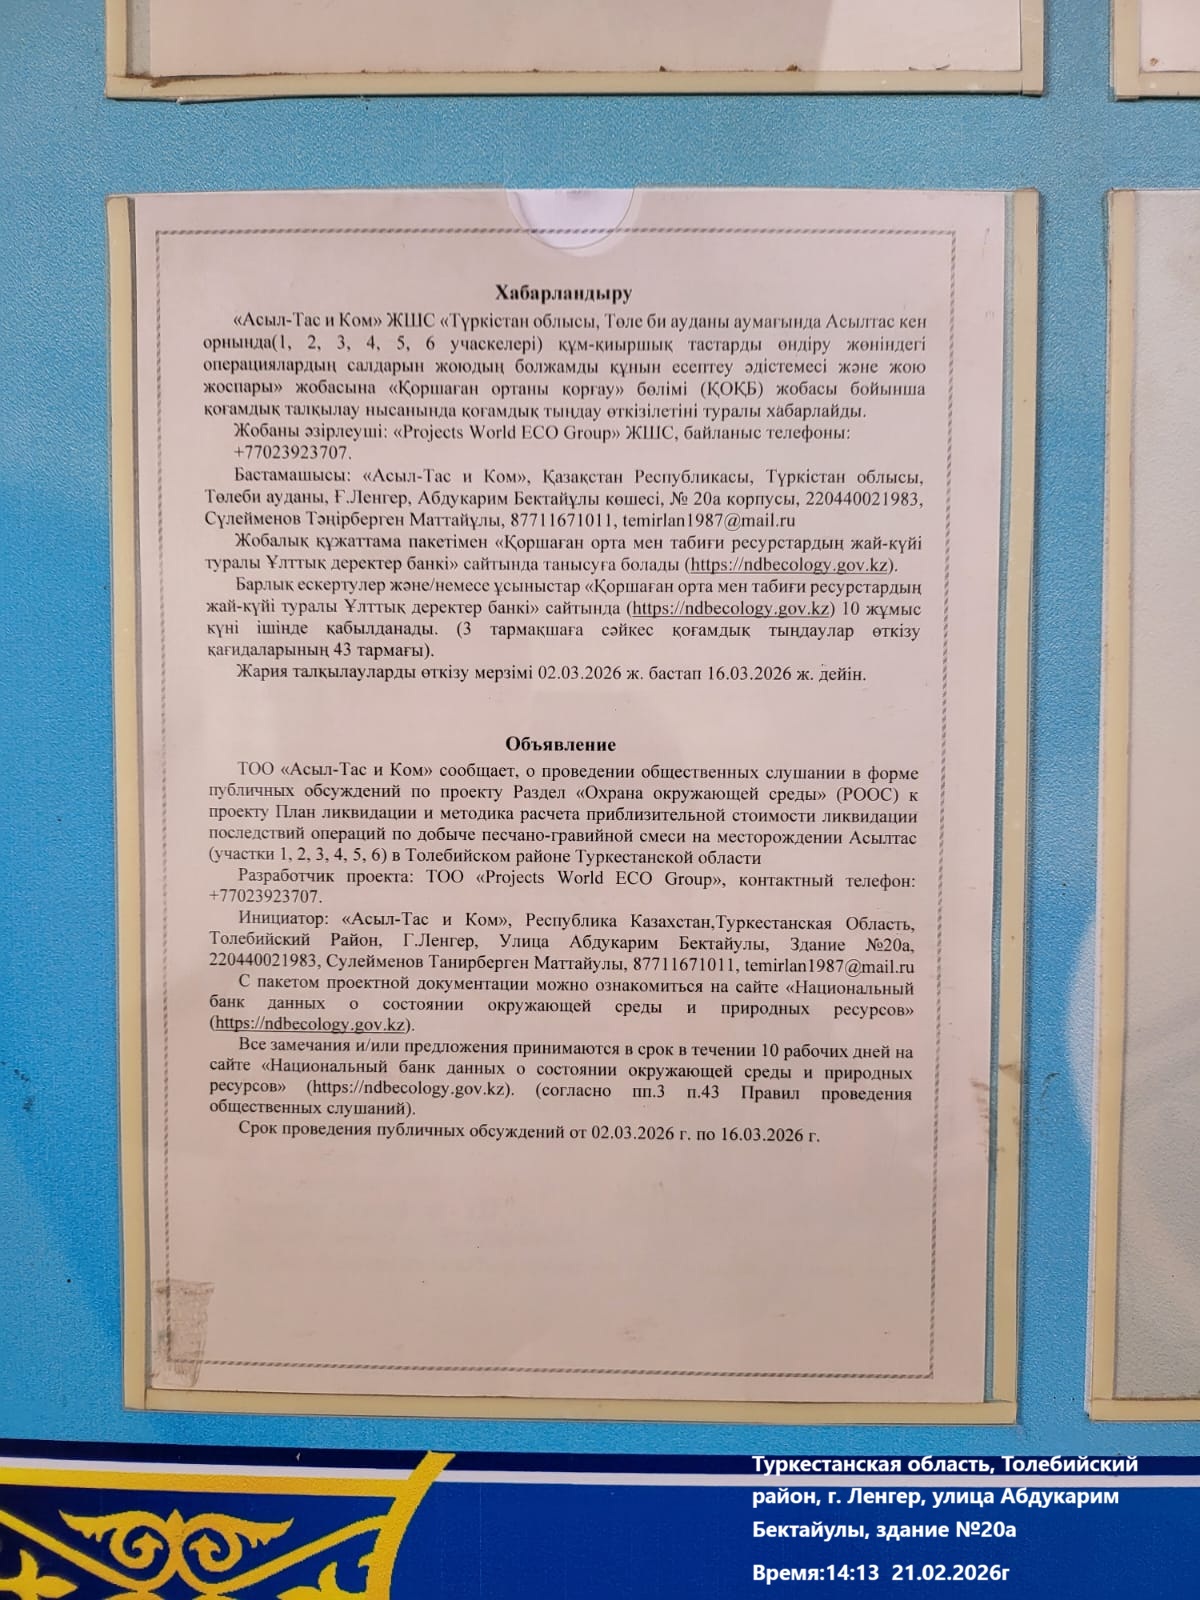 Хабарландыру
«Асыл-Тас и Ком» ЖШС «Түркістан облысы, Төле би ауданы аумағында Асылтас кен
орнында(1, 2, 3, 4, 5, 6 учаскелері) құм-қиыршық тастарды өндіру жөніндегі
операциялардың салдарын жоюдың болжамды құнын есептеу әдістемесі және жою
жоспары» жобасына «Қоршаған ортаны қорғау» бөлімі (ҚОҚБ) жобасы бойынша
қоғамдық талқылау нысанында қоғамдық тыңдау өткізілетіні туралы хабарлайды.
Жобаны әзірлеуші: «Projects World ECO Group» ЖШС, байланыс телефоны:
+77023923707.
Бастамашысы: «Асыл-Тас и Ком», Қазақстан Республикасы, Түркістан облысы,
Төлеби ауданы, Ғ.Ленгер, Абдукарим Бектайұлы көшесі, № 20а корпусы, 220440021983,
Сүлейменов Тәңірберген Маттайұлы, 87711671011, temirlan1987@mail.ru
Жобалық құжаттама пакетімен «Қоршаған орта мен табиғи ресурстардың жай-күйі
туралы Ұлттық деректер банкі» сайтында танысуға болады (https://ndbecology.gov.kz).
Барлық ескертулер және/немесе ұсыныстар «Қоршаған орта мен табиғи ресурстардың
жай-күйі туралы Ұлттық деректер банкі» сайтында (https://ndbecology.gov.kz) 10 жұмыс
күні ішінде қабылданады. (3 тармақшаға сәйкес қоғамдық тыңдаулар өткізу
қағидаларының 43 тармағы).
Жария талқылауларды өткізу мерзімі 02.03.2026 ж. бастап 16.03.2026 ж. дейін.
Объявление
ТОО «Асыл-Тас и Ком» сообщает, о проведении общественных слушании в форме
публичных обсуждений по проекту Раздел «Охрана окружающей среды» (РООС) к
проекту План ликвидации и методика расчета приблизительной стоимости ликвидации
последствий операций по добыче песчано-гравийной смеси на месторождении Асылтас
(участки 1, 2, 3, 4, 5, 6) в Толебийском районе Туркестанской области
Разработчик проекта: ТОО «Projects World ECO Group», контактный телефон:
+77023923707.
Инициатор: «Асыл-Тас и Ком», Республика Казахстан,Туркестанская Область,
Толебийский Район, Г.Ленгер, Улица Абдукарим Бектайулы, Здание №20а,
220440021983, Сулейменов Танирберген Маттайулы, 87711671011, temirlan1987@mail.ru
С пакетом проектной документации можно ознакомиться на сайте «Национальный
банк данных о состоянии окружающей среды и природных ресурсов»
(https://ndbecology.gov.kz).
Все замечания и/или предложения принимаются в срок в течении 10 рабочих дней на
сайте «Национальный банк данных о состоянии окружающей среды и природных
ресурсов» (https://ndbecology.gov.kz). (согласно пп.3 п.43 Правил проведения
общественных слушаний).
Срок проведения публичных обсуждений от 02.03.2026 г. по 16.03.2026 г.
Туркестанская область, Толебийский
район, г. Ленгер, улица Абдукарим
Бектайулы, здание №20а
Время:14:13 21.02.2026г